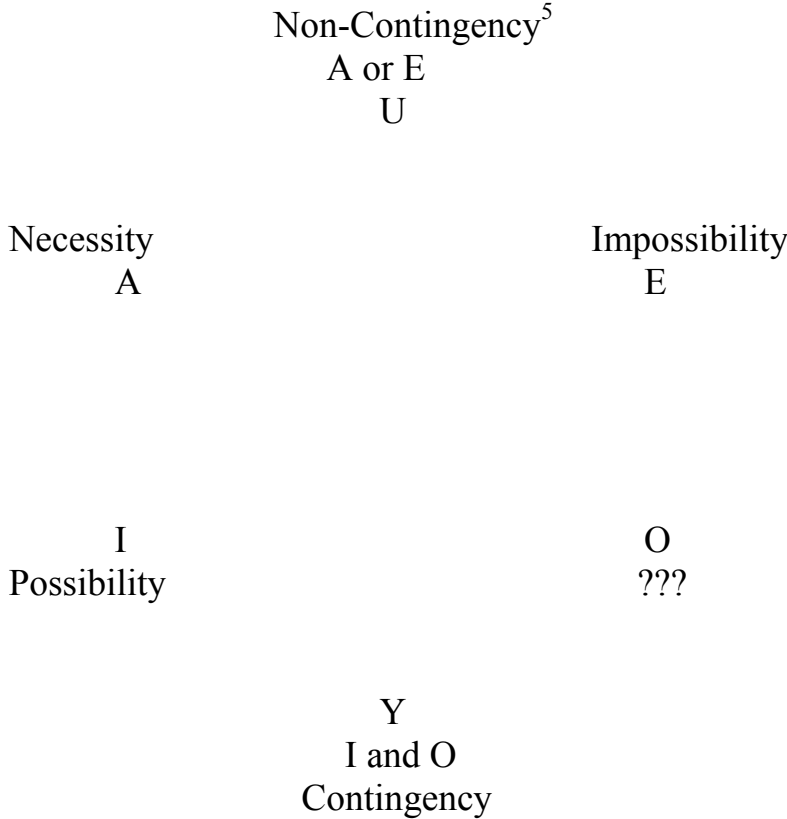 Non-Contingency⁵
A or E
U
Necessity Impossibility
A E
I O
Possibility ???
Y
I and O
Contingency